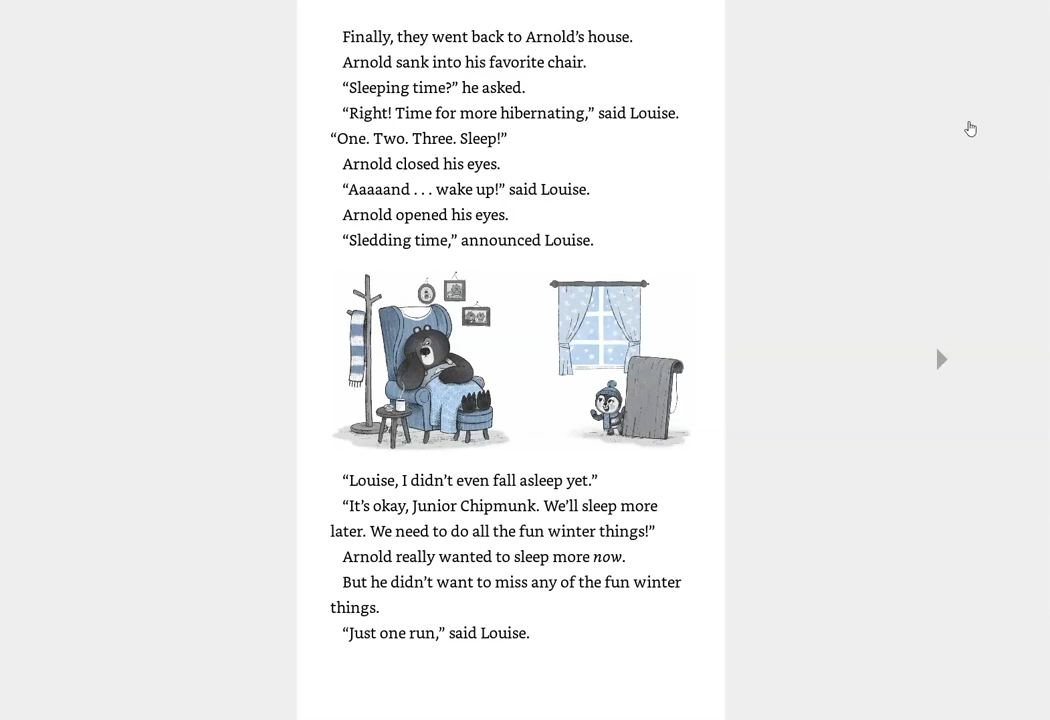 Finally, they went back to Arnold’s house.
Arnold sank into his favorite chair.
“Sleeping time?” he asked.
“Right! Time for more hibernating,” said Louise.
“One. Two. Three. Sleep!”
Arnold closed his eyes.
“Aaaaand . . . wake up!” said Louise.
Arnold opened his eyes.
“Sledding time,” announced Louise.
“Louise, I didn’t even fall asleep yet.”
“It’s okay, Junior Chipmunk. We’ll sleep more
later. We need to do all the fun winter things!”
Arnold really wanted to sleep more now.
But he didn’t want to miss any of the fun winter
things.
“Just one run,” said Louise.